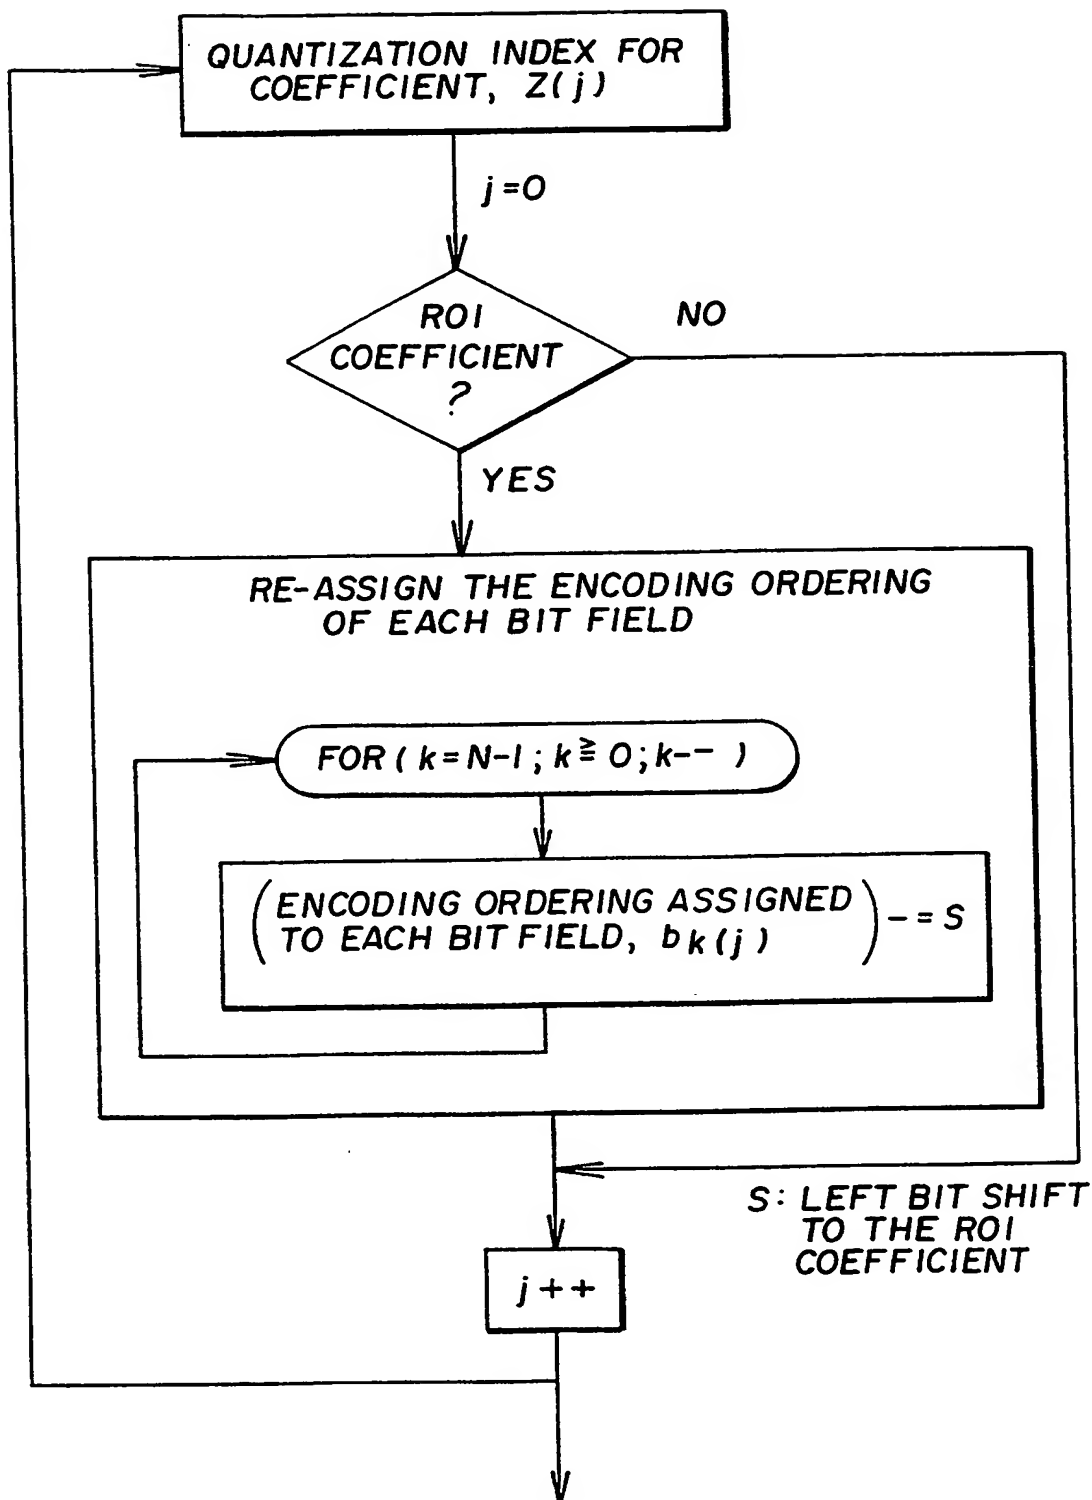 QUANTIZATION INDEX FOR
COEFFICIENT, Z(j)
j=0
ROI
COEFFICIENT
?
NO
YES
RE-ASSIGN THE ENCODING ORDERING
OF EACH BIT FIELD
FOR ( k=N-1 ; k≧0 ; k-- )
(ENCODING ORDERING ASSIGNED
TO EACH BIT FIELD, bk(j)) -= S
S: LEFT BIT SHIFT
TO THE ROI
COEFFICIENT
j++